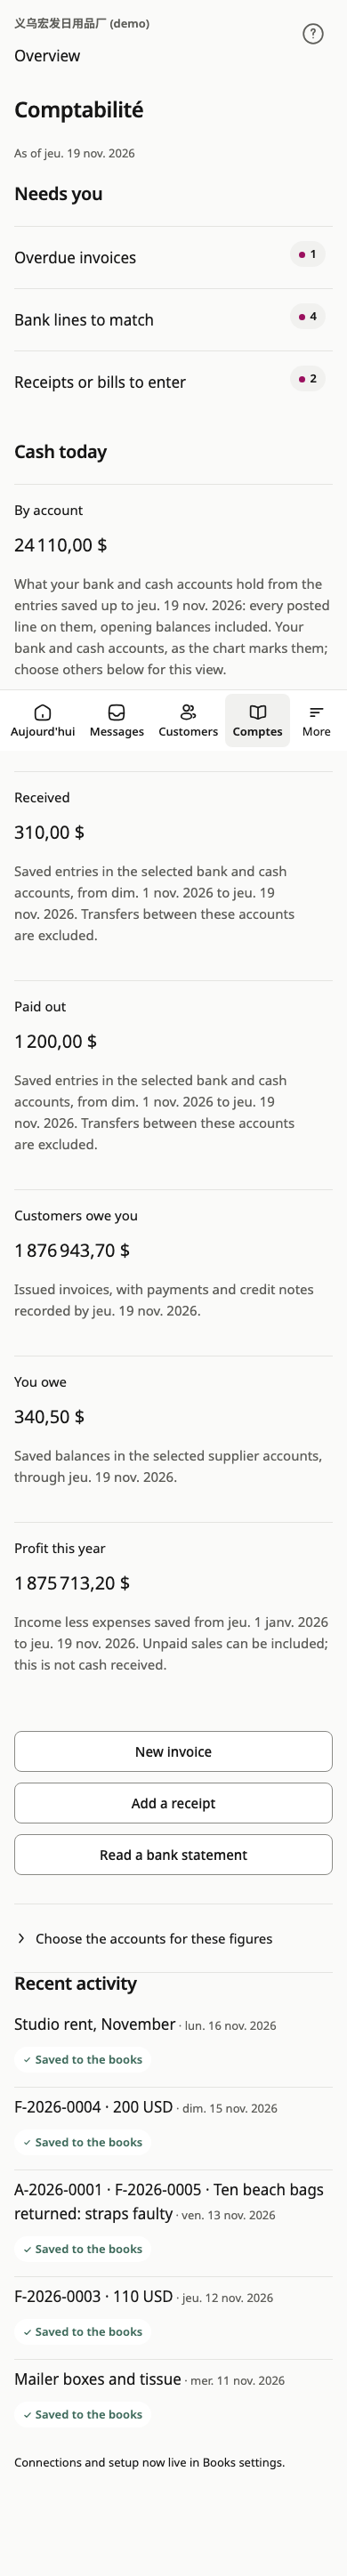 义乌宏发日用品厂 (demo)
Overview
Comptabilité
As of jeu. 19 nov. 2026
Needs you
Overdue invoices
1
Bank lines to match
4
Receipts or bills to enter
2
Cash today
By account
24 110,00 $
What your bank and cash accounts hold from the
entries saved up to jeu. 19 nov. 2026: every posted
line on them, opening balances included. Your
bank and cash accounts, as the chart marks them;
choose others below for this view.
Aujourd'hui
Messages
Customers
Comptes
More
Received
310,00 $
Saved entries in the selected bank and cash
accounts, from dim. 1 nov. 2026 to jeu. 19
nov. 2026. Transfers between these accounts
are excluded.
Paid out
1 200,00 $
Saved entries in the selected bank and cash
accounts, from dim. 1 nov. 2026 to jeu. 19
nov. 2026. Transfers between these accounts
are excluded.
Customers owe you
1 876 943,70 $
Issued invoices, with payments and credit notes
recorded by jeu. 19 nov. 2026.
You owe
340,50 $
Saved balances in the selected supplier accounts,
through jeu. 19 nov. 2026.
Profit this year
1 875 713,20 $
Income less expenses saved from jeu. 1 janv. 2026
to jeu. 19 nov. 2026. Unpaid sales can be included;
this is not cash received.
New invoice
Add a receipt
Read a bank statement
Choose the accounts for these figures
Recent activity
Studio rent, November · lun. 16 nov. 2026
Saved to the books
F-2026-0004 · 200 USD · dim. 15 nov. 2026
Saved to the books
A-2026-0001 · F-2026-0005 · Ten beach bags
returned: straps faulty · ven. 13 nov. 2026
Saved to the books
F-2026-0003 · 110 USD · jeu. 12 nov. 2026
Saved to the books
Mailer boxes and tissue · mer. 11 nov. 2026
Saved to the books
Connections and setup now live in Books settings.